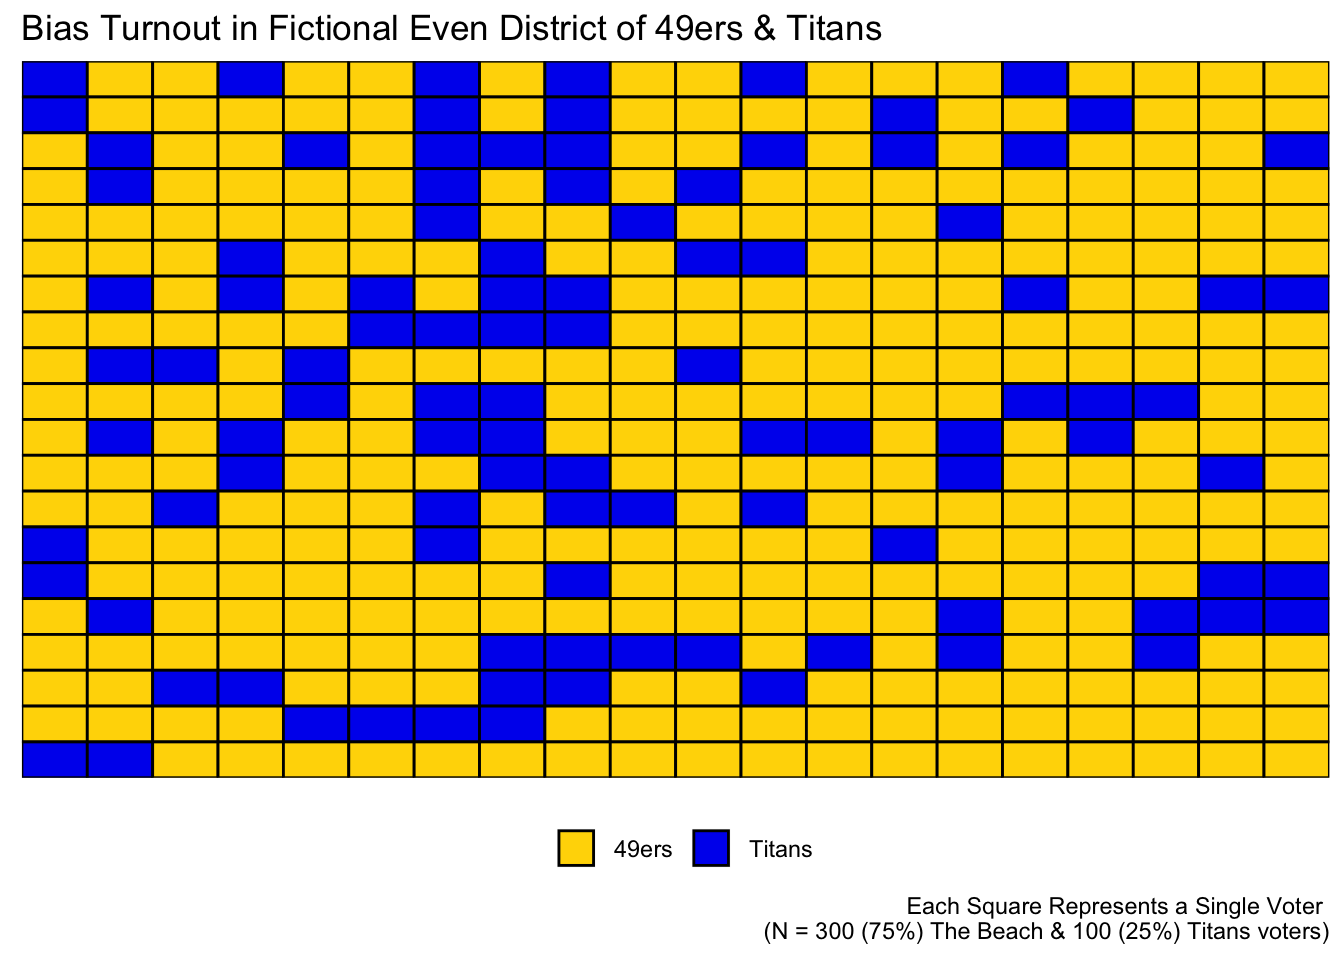 Bias Turnout in Fictional Even District of 49ers & Titans
49ers Titans
Each Square Represents a Single Voter
(N = 300 (75%) The Beach & 100 (25%) Titans voters)